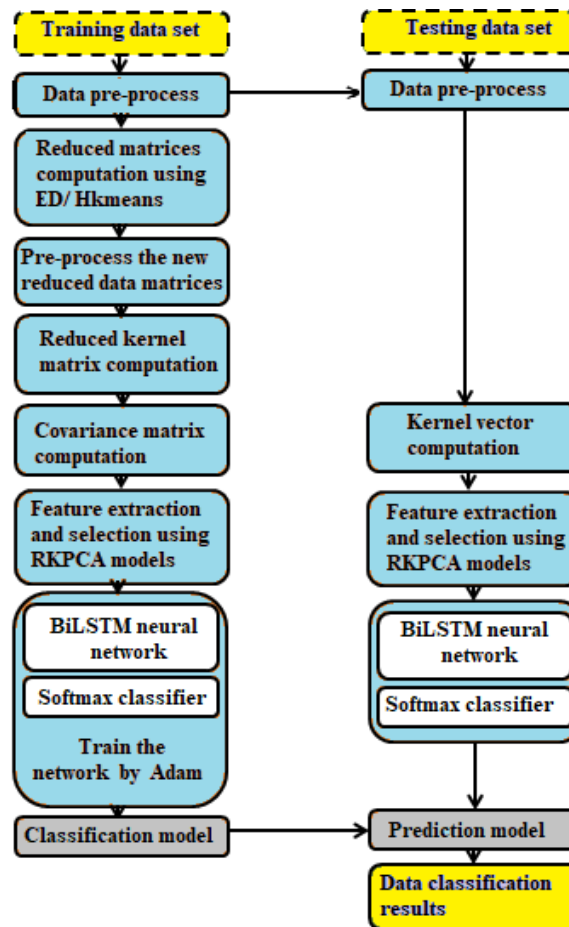 Training data set
Data pre-process
Reduced matrices
computation using
ED/ Hkmeans
Pre-process the new
reduced data matrices
Reduced kernel
matrix computation
Covariance matrix
computation
Feature extraction
and selection using
RKPCA models
BiLSTM neural
network
Softmax classifier
Train the
network by Adam
Classification model
Testing data set
Data pre-process
Kernel vector
computation
Feature extraction
and selection using
RKPCA models
BiLSTM neural
network
Softmax classifier
Prediction model
Data classification
results